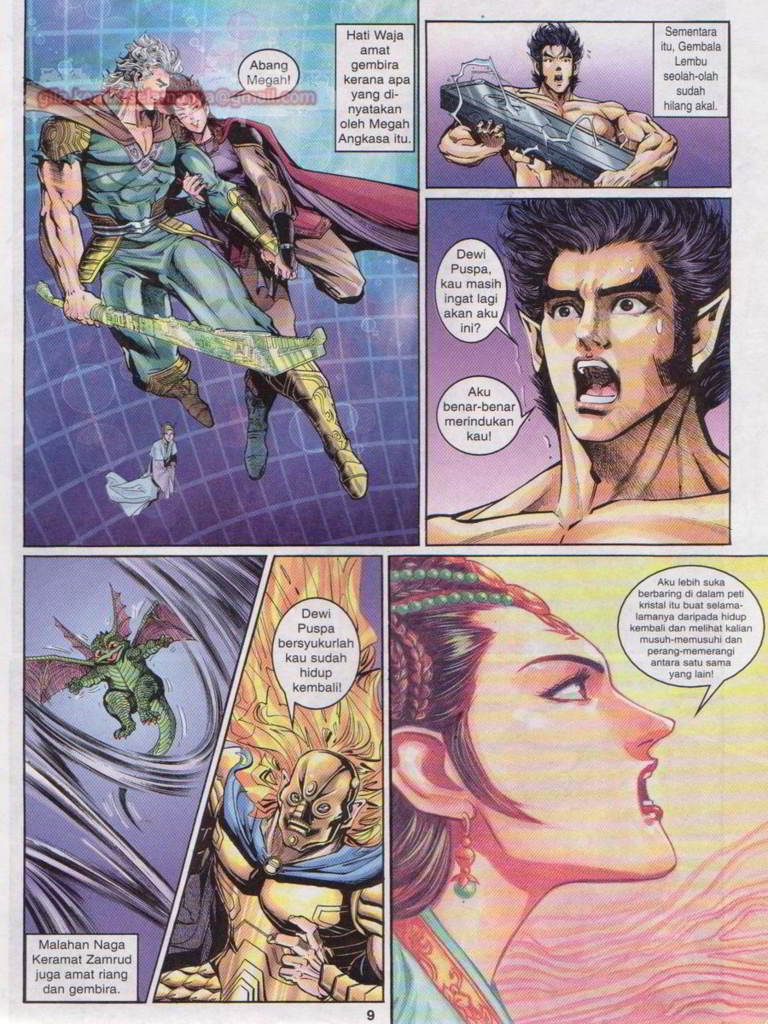 Abang
Megah!
Hati Waja
amat
gembira
kerana apa
yang di-
nyatakan
oleh Megah
Angkasa itu.
Sementara
itu, Gembala
Lembu
seolah-olah
sudah
hilang akal.
Dewi
Puspa,
kau masih
ingat lagi
akan aku
ini?
Aku
benar-benar
merindukan
kau!
Malahan Naga
Keramat Zamrud
juga amat riang
dan gembira.
Dewi
Puspa
bersyukurlah
kau sudah
hidup
kembali!
Aku lebih suka
berbaring di dalam peti
kristal itu buat selama-
lamanya daripada hidup
kembali dan melihat kalian
musuh-memusuhi dan
perang-memerangi
antara satu sama
yang lain!
9